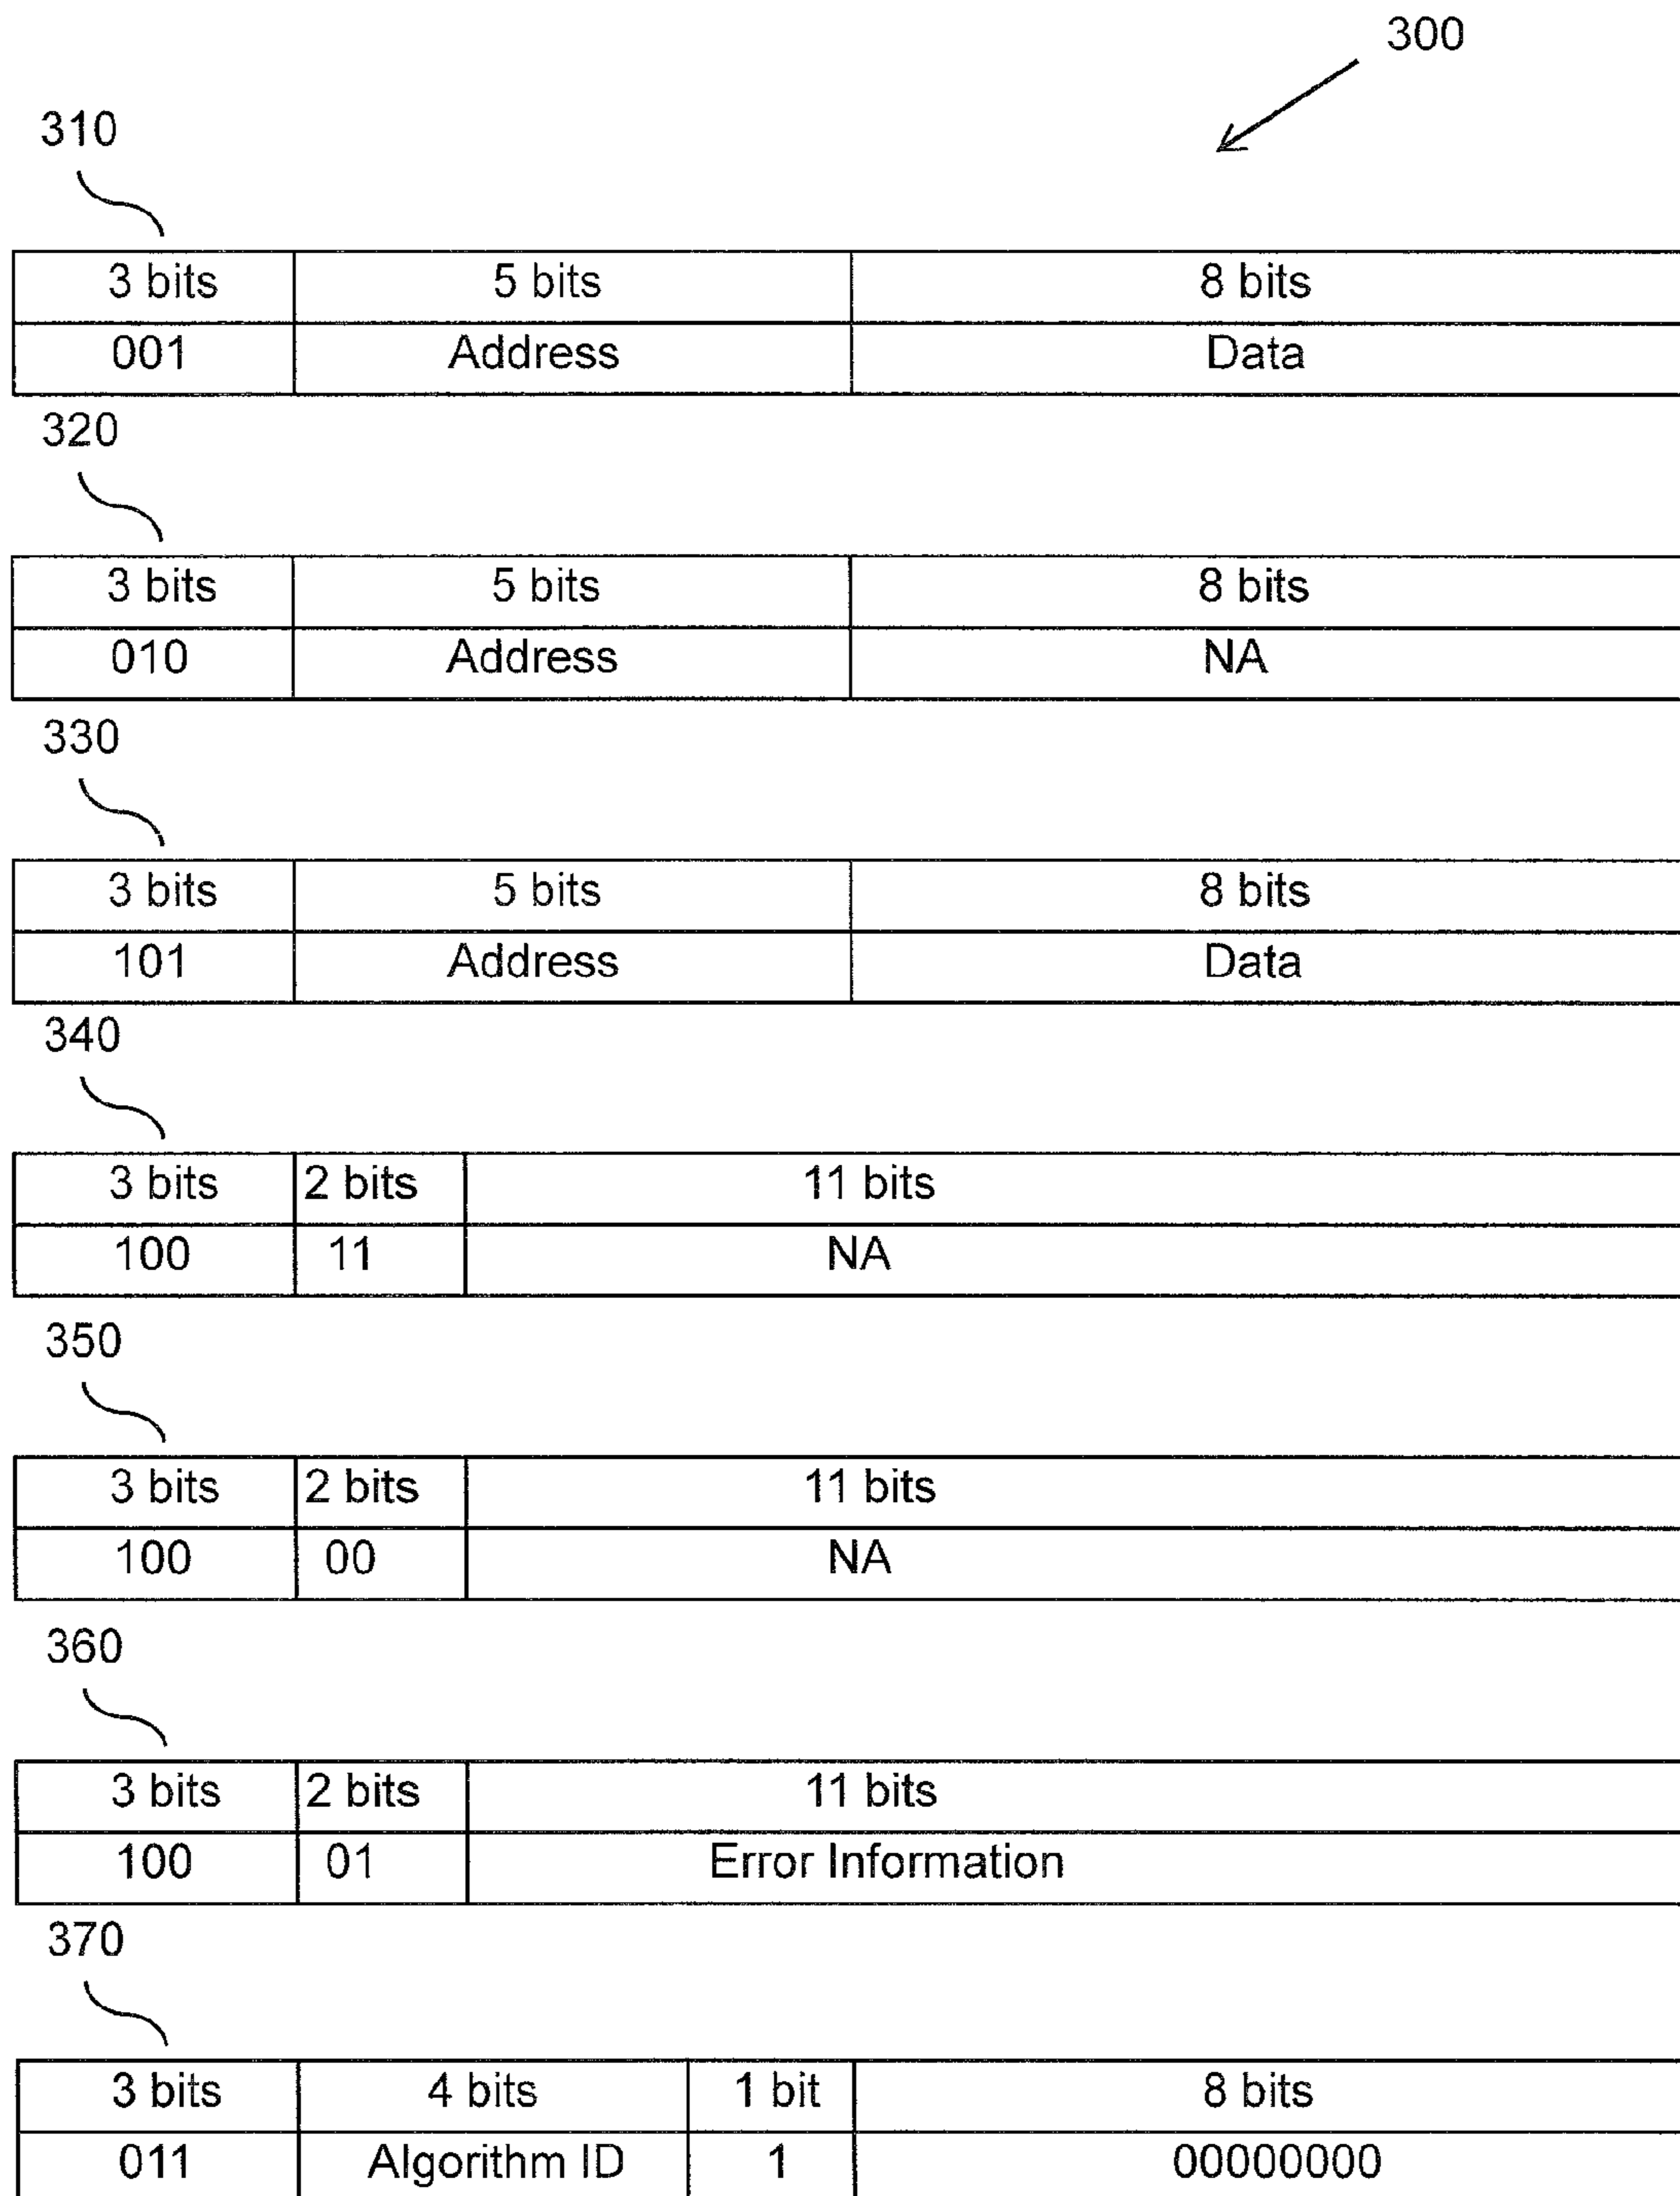 300
310
3 bits 5 bits 8 bits
001 Address Data
320
3 bits 5 bits 8 bits
010 Address NA
330
3 bits 5 bits 8 bits
101 Address Data
340
3 bits 2 bits 11 bits
100 11 NA
350
3 bits 2 bits 11 bits
100 00 NA
360
3 bits 2 bits 11 bits
100 01 Error Information
370
3 bits 4 bits 1 bit 8 bits
011 Algorithm ID 1 00000000